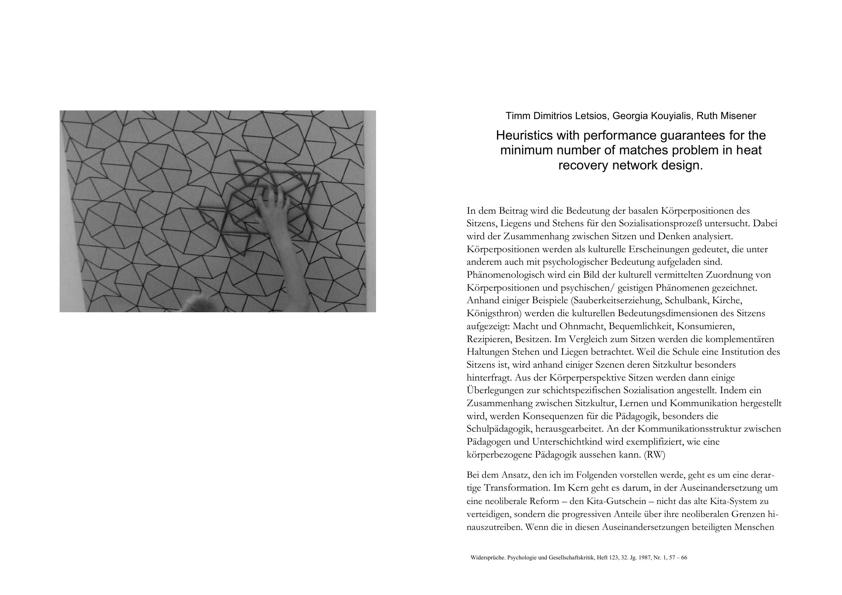 Timm Dimitrios Letsios, Georgia Kouyialis, Ruth Misener
Heuristics with performance guarantees for the
minimum number of matches problem in heat
recovery network design.
In dem Beitrag wird die Bedeutung der basalen Körperpositionen des
Sitzens, Liegens und Stehens für den Sozialisationsprozeß untersucht. Dabei
wird der Zusammenhang zwischen Sitzen und Denken analysiert.
Körperpositionen werden als kulturelle Erscheinungen gedeutet, die unter
anderem auch mit psychologischer Bedeutung aufgeladen sind.
Phänomenologisch wird ein Bild der kulturell vermittelten Zuordnung von
Körperpositionen und psychischen/ geistigen Phänomenen gezeichnet.
Anhand einiger Beispiele (Sauberkeitserziehung, Schulbank, Kirche,
Königsthron) werden die kulturellen Bedeutungsdimensionen des Sitzens
aufgezeigt: Macht und Ohnmacht, Bequemlichkeit, Konsumieren,
Rezipieren, Besitzen. Im Vergleich zum Sitzen werden die komplementären
Haltungen Stehen und Liegen betrachtet. Weil die Schule eine Institution des
Sitzens ist, wird anhand einiger Szenen deren Sitzkultur besonders
hinterfragt. Aus der Körperperspektive Sitzen werden dann einige
Überlegungen zur schichtspezifischen Sozialisation angestellt. Indem ein
Zusammenhang zwischen Sitzkultur, Lernen und Kommunikation hergestellt
wird, werden Konsequenzen für die Pädagogik, besonders die
Schulpädagogik, herausgearbeitet. An der Kommunikationsstruktur zwischen
Pädagogen und Unterschichtkind wird exemplifiziert, wie eine
körperbezogene Pädagogik aussehen kann. (RW)
Bei dem Ansatz, den ich im Folgenden vorstellen werde, geht es um eine derar-
tige Transformation. Im Kern geht es darum, in der Auseinandersetzung um
eine neoliberale Reform – den Kita-Gutschein – nicht das alte Kita-System zu
verteidigen, sondern die progressiven Anteile über ihre neoliberalen Grenzen hi-
nauszutreiben. Wenn die in diesen Auseinandersetzungen beteiligten Menschen
Widersprüche. Psychologie und Gesellschaftskritik, Heft 123, 32. Jg. 1987, Nr. 1, 57 – 66